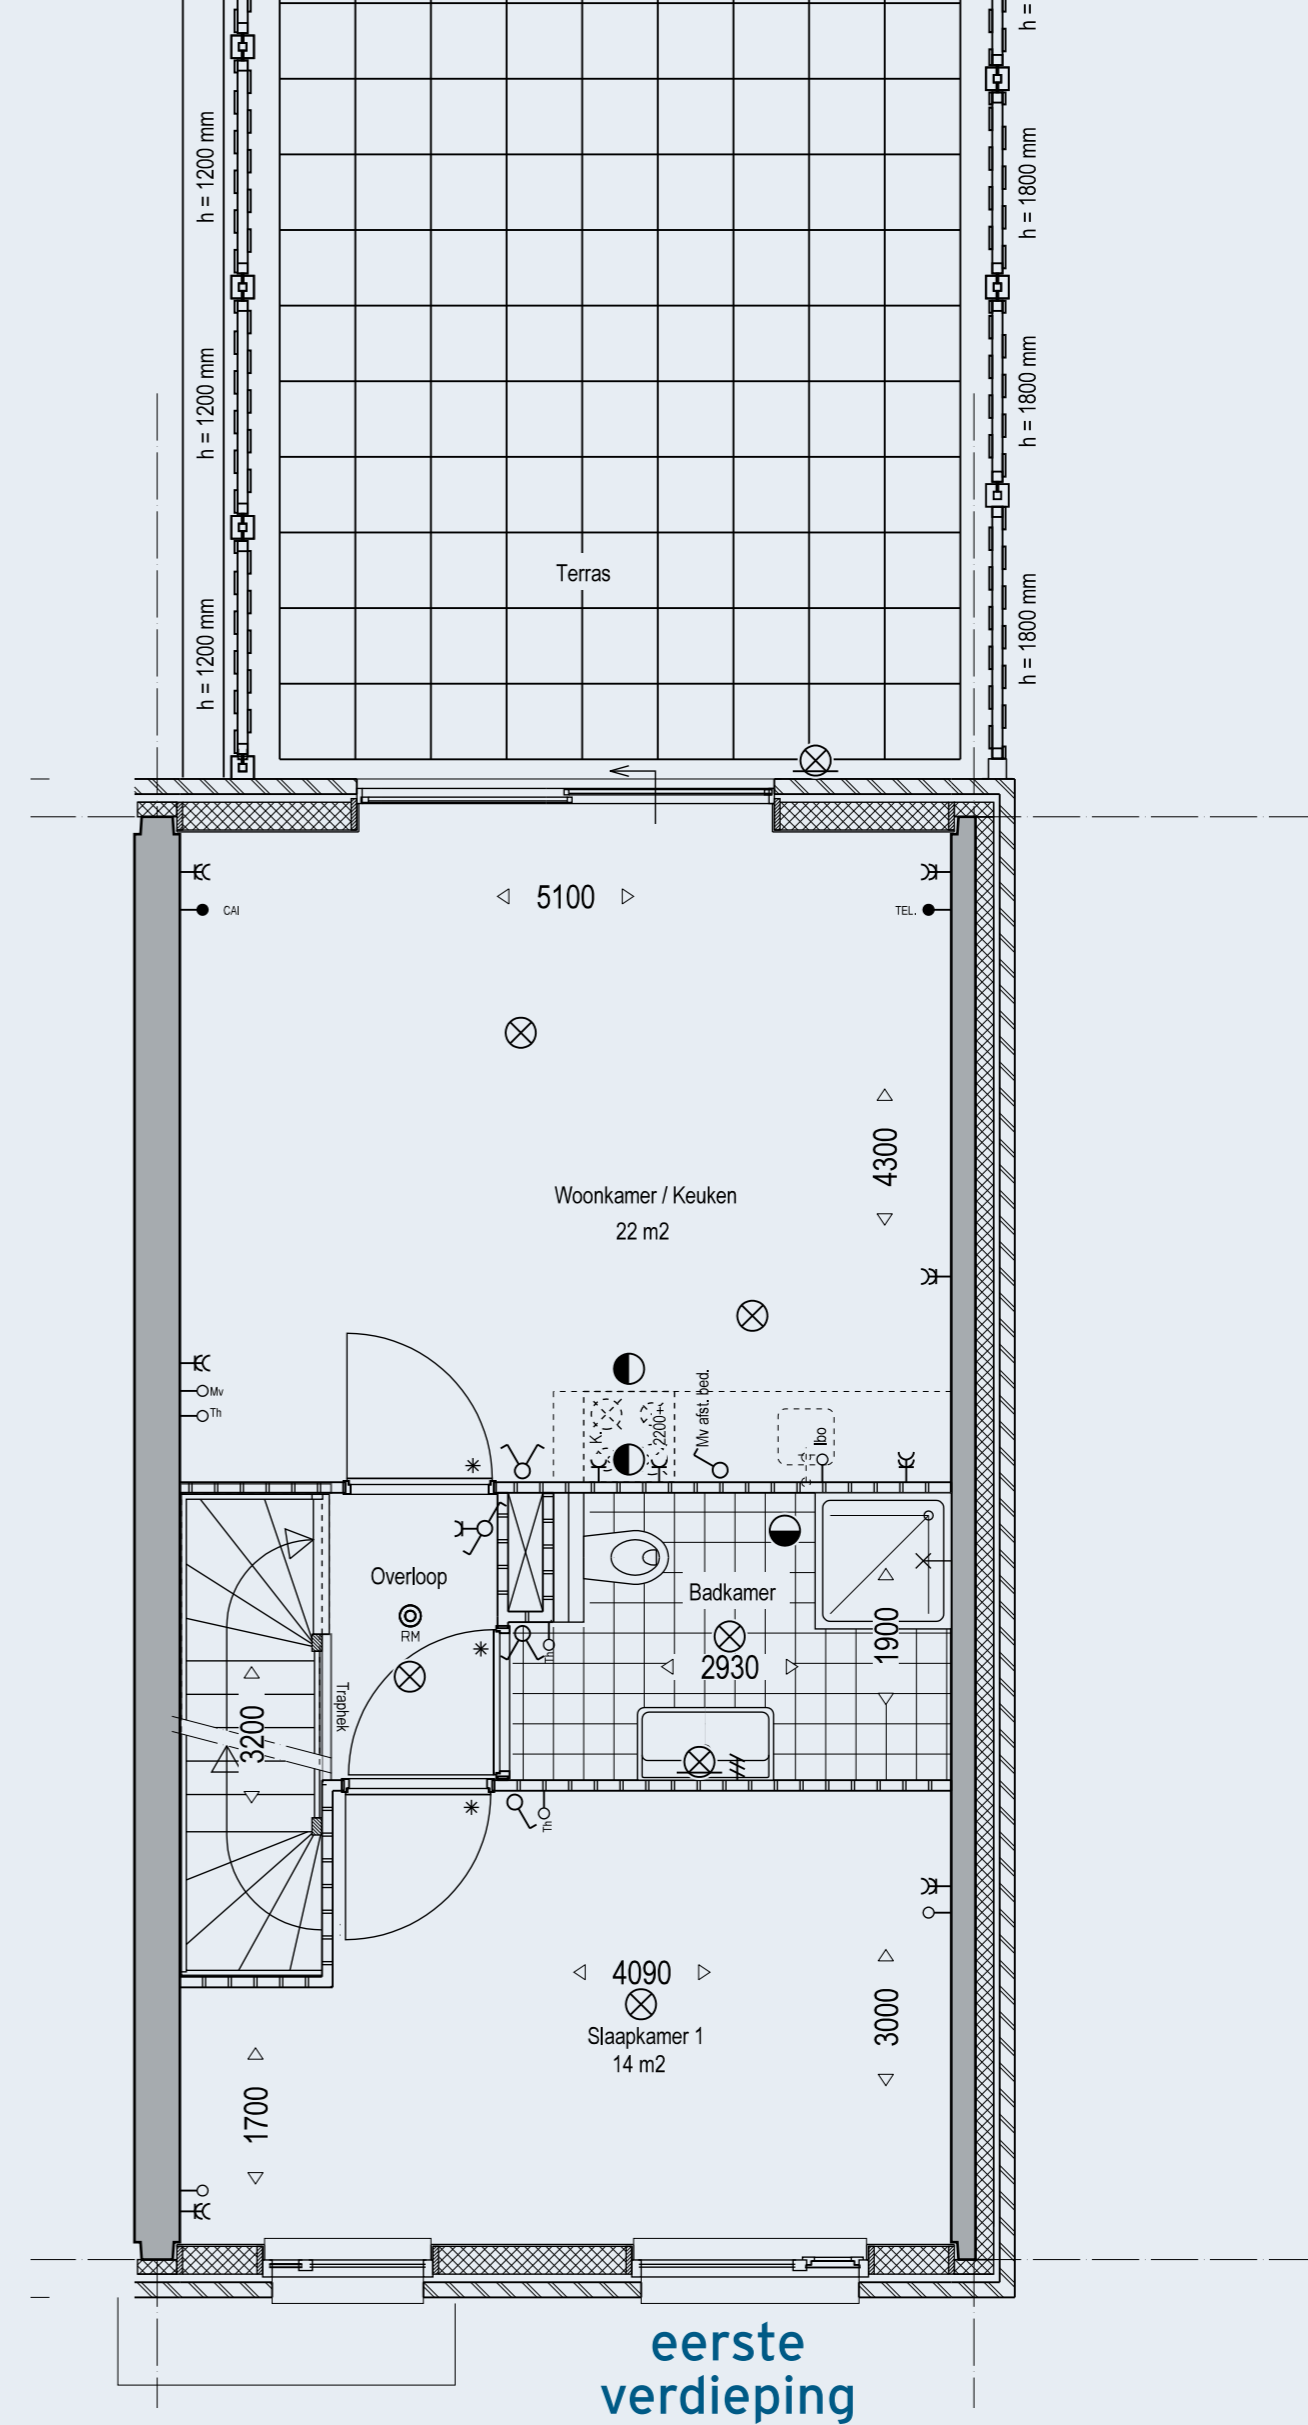 h =
h = 1200 mm
h = 1800 mm
h = 1200 mm
h = 1800 mm
Terras
h = 1200 mm
h = 1800 mm
5100
CAI
TEL.
4300
Woonkamer / Keuken
22 m2
Mv
Th
K.
2200+
Mv afst. bed.
lbo
Overloop
RM
Badkamer
Th
2930
1900
Traphek
3200
Th
4090
Slaapkamer 1
14 m2
3000
1700
eerste
verdieping